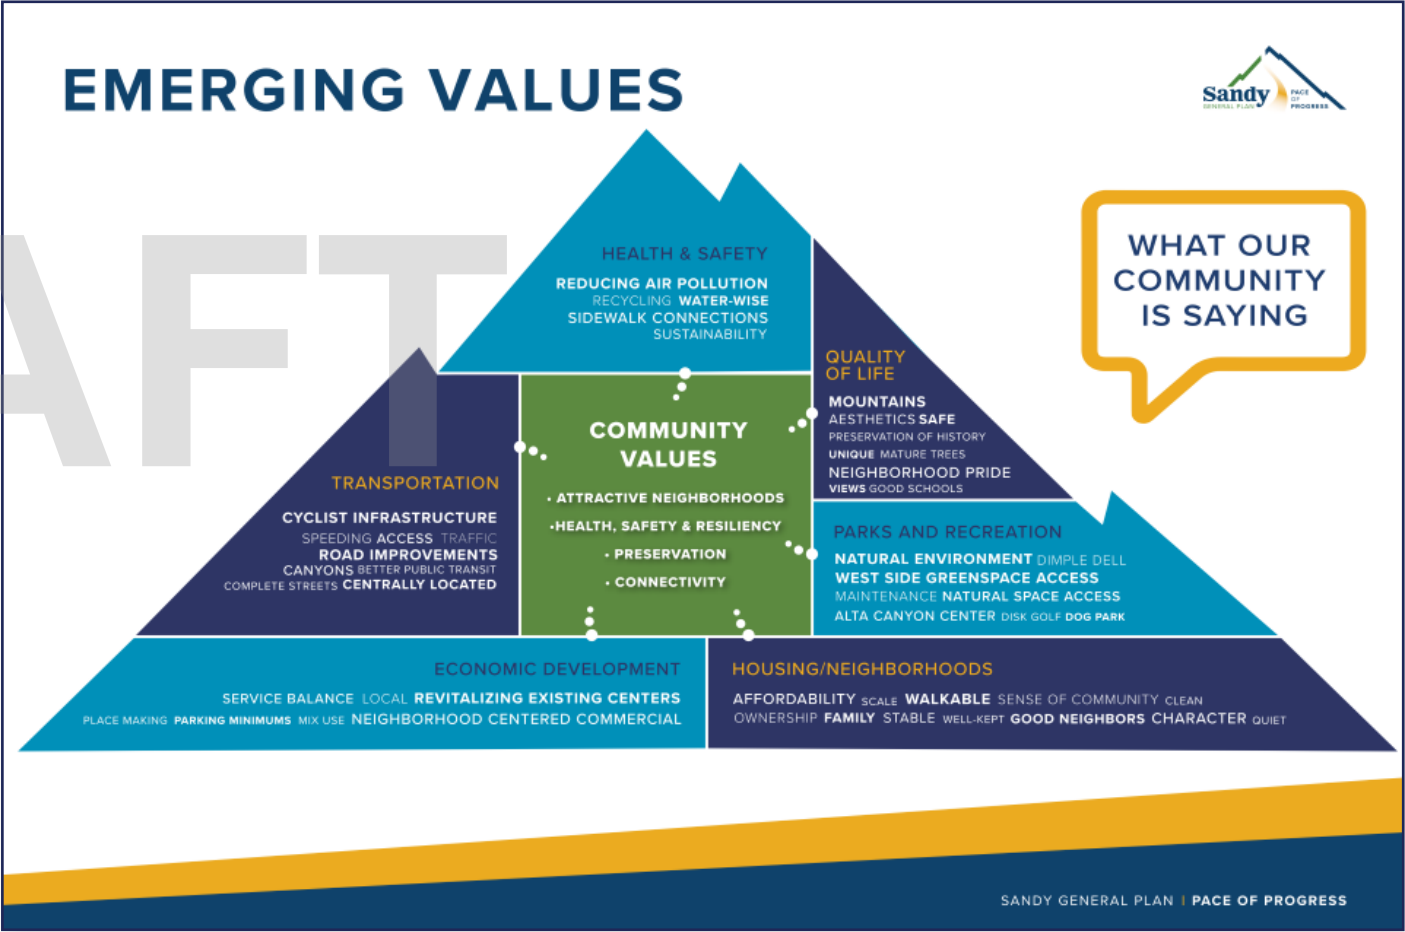 EMERGING VALUES
Sandy
GENERAL PLAN
PACE
OF
PROGRESS
WHAT OUR
COMMUNITY
IS SAYING
AFT
HEALTH & SAFETY
REDUCING AIR POLLUTION
RECYCLING WATER-WISE
SIDEWALK CONNECTIONS
SUSTAINABILITY
QUALITY
OF LIFE
MOUNTAINS
AESTHETICS SAFE
PRESERVATION OF HISTORY
UNIQUE MATURE TREES
NEIGHBORHOOD PRIDE
VIEWS GOOD SCHOOLS
COMMUNITY
VALUES
• ATTRACTIVE NEIGHBORHOODS
•HEALTH, SAFETY & RESILIENCY
• PRESERVATION
• CONNECTIVITY
TRANSPORTATION
CYCLIST INFRASTRUCTURE
SPEEDING ACCESS TRAFFIC
ROAD IMPROVEMENTS
CANYONS BETTER PUBLIC TRANSIT
COMPLETE STREETS CENTRALLY LOCATED
PARKS AND RECREATION
NATURAL ENVIRONMENT DIMPLE DELL
WEST SIDE GREENSPACE ACCESS
MAINTENANCE NATURAL SPACE ACCESS
ALTA CANYON CENTER DISK GOLF DOG PARK
ECONOMIC DEVELOPMENT
SERVICE BALANCE LOCAL REVITALIZING EXISTING CENTERS
PLACE MAKING PARKING MINIMUMS MIX USE NEIGHBORHOOD CENTERED COMMERCIAL
HOUSING/NEIGHBORHOODS
AFFORDABILITY SCALE WALKABLE SENSE OF COMMUNITY CLEAN
OWNERSHIP FAMILY STABLE WELL-KEPT GOOD NEIGHBORS CHARACTER QUIET
SANDY GENERAL PLAN | PACE OF PROGRESS